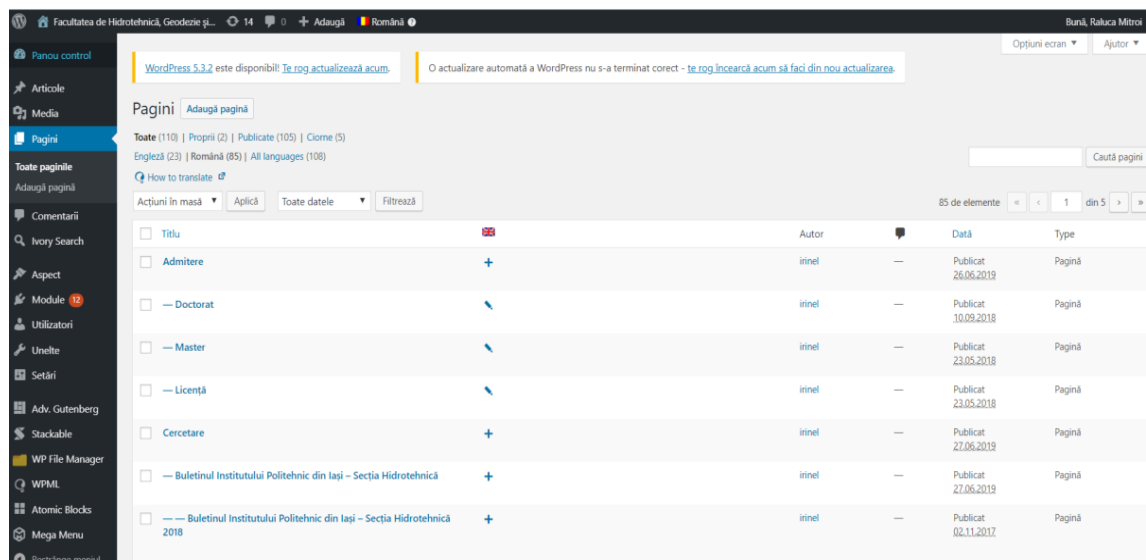 Facultatea de Hidrotehnică, Geodezie și... 14 0 Adaugă Română Bună, Raluca Mitroi
Panou control
Articole
Media
Pagini
Toate paginile
Adaugă pagină
Comentarii
Ivory Search
Aspect
Module 12
Utilizatori
Unelte
Setări
Adv. Gutenberg
Stackable
WP File Manager
WPML
Atomic Blocks
Mega Menu
Restrânge meniul
Opțiuni ecran ▼ Ajutor ▼
WordPress 5.3.2 este disponibil! Te rog actualizează acum.
O actualizare automată a WordPress nu s-a terminat corect - te rog încearcă acum să faci din nou actualizarea.
Pagini Adaugă pagină
Toate (110) | Proprii (2) | Publicate (105) | Ciorne (5)
Engleză (23) | Română (85) | All languages (108)
Caută pagini
How to translate
Acțiuni în masă ▼ Aplică Toate datele ▼ Filtrează 85 de elemente « ‹ 1 din 5 › »
Titlu Autor Dată Type
Admitere + irinel — Publicat Pagină
26.06.2019
— Doctorat irinel — Publicat Pagină
10.09.2018
— Master irinel — Publicat Pagină
23.05.2018
— Licență irinel — Publicat Pagină
23.05.2018
Cercetare + irinel — Publicat Pagină
27.06.2019
— Buletinul Institutului Politehnic din Iași – Secția Hidrotehnică + irinel — Publicat Pagină
27.06.2019
— — Buletinul Institutului Politehnic din Iași – Secția Hidrotehnică + irinel — Publicat Pagină
2018 02.11.2017